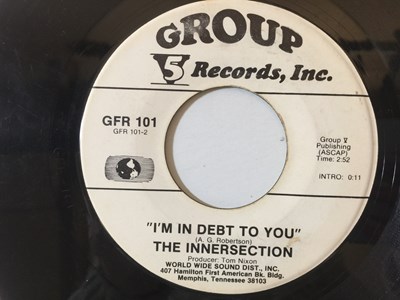 GROUP
5 Records, Inc.
GFR 101
GFR 101-2
Group V
Publishing
(ASCAP)
Time: 2:52
INTRO: 0:11
"I'M IN DEBT TO YOU"
(A. G. Robertson)
THE INNERSECTION
Producer: Tom Nixon
WORLD WIDE SOUND DIST., INC.
407 Hamilton First American Bk. Bldg.
Memphis, Tennessee 38103